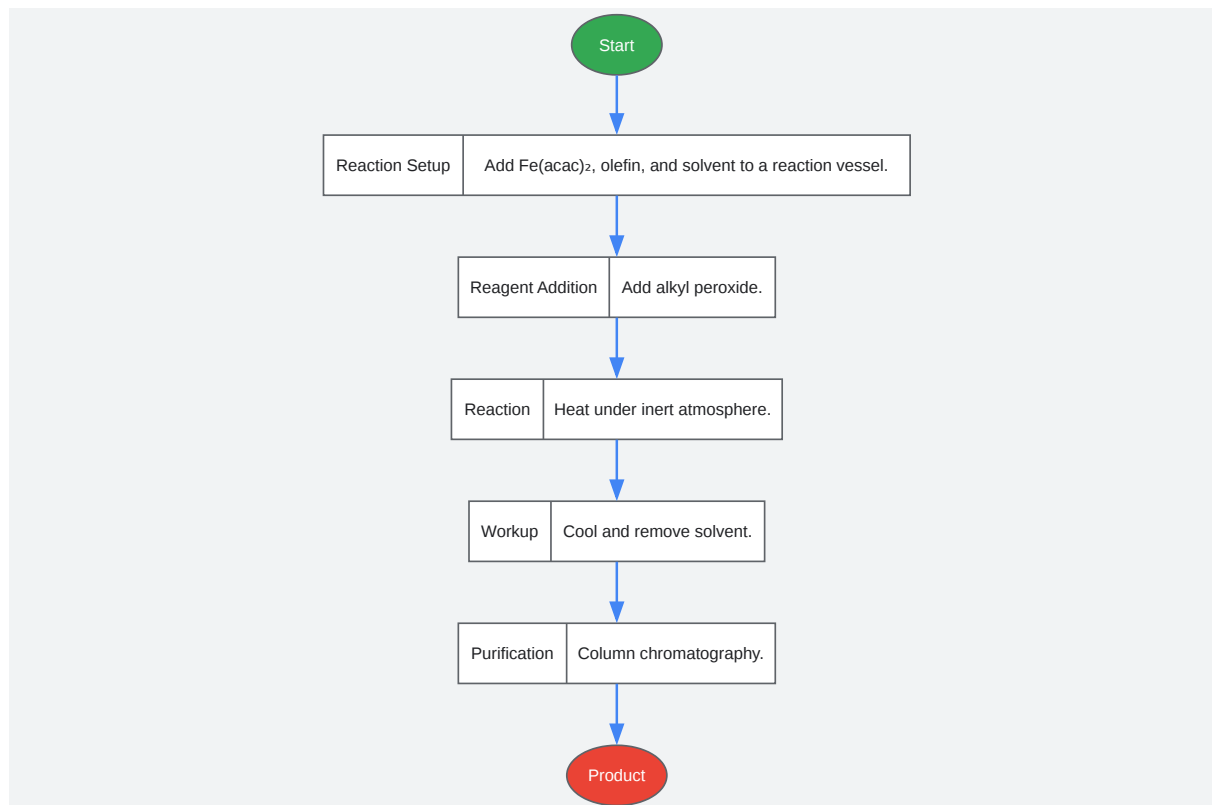 Start
Reaction Setup Add Fe(acac)₂, olefin, and solvent to a reaction vessel.
Reagent Addition Add alkyl peroxide.
Reaction Heat under inert atmosphere.
Workup Cool and remove solvent.
Purification Column chromatography.
Product